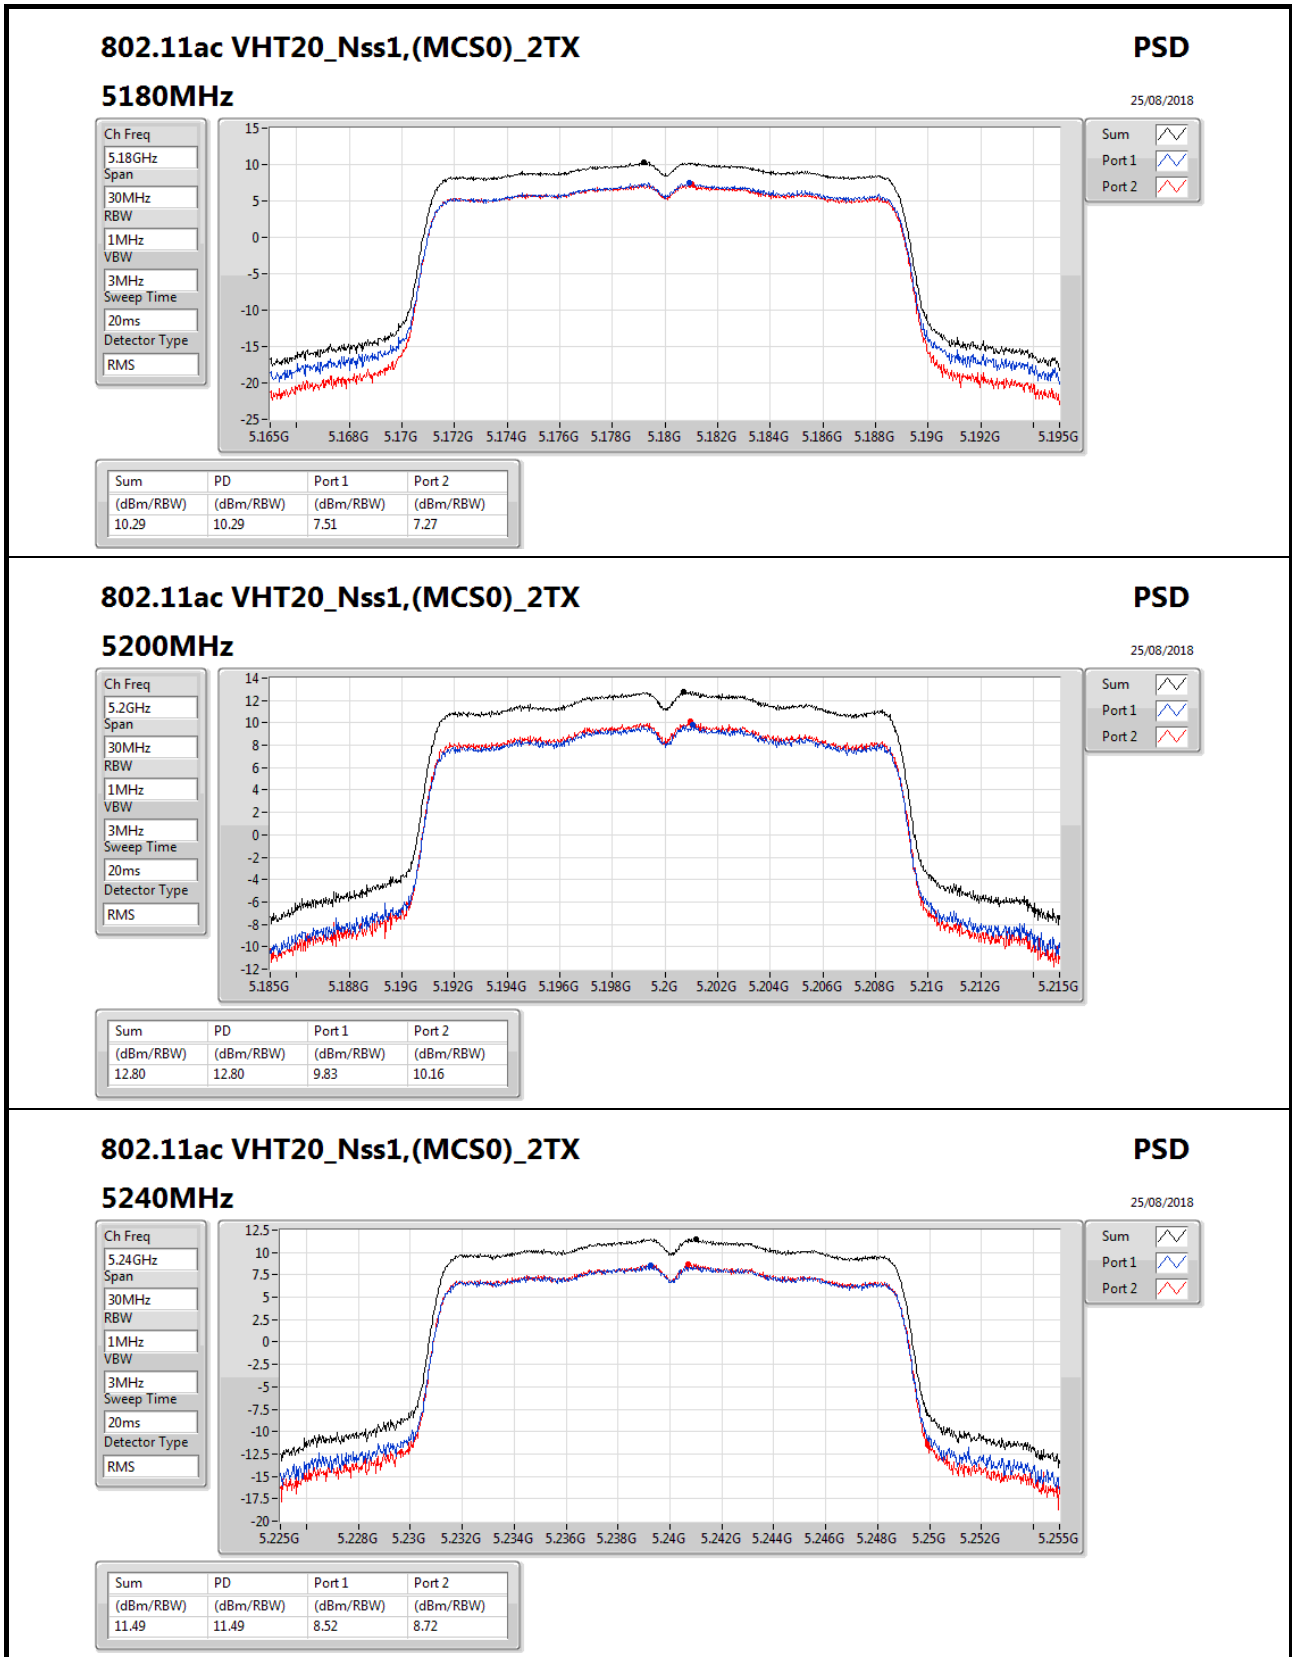 802.11ac VHT20_Nss1,(MCS0)_2TX PSD
5180MHz 25/08/2018
Ch Freq
5.18GHz
Span
30MHz
RBW
1MHz
VBW
3MHz
Sweep Time
20ms
Detector Type
RMS
15
10
5
0
-5
-10
-15
-20
-25
5.165G 5.168G 5.17G 5.172G 5.174G 5.176G 5.178G 5.18G 5.182G 5.184G 5.186G 5.188G 5.19G 5.192G 5.195G
Sum
Port 1
Port 2
Sum PD Port 1 Port 2
(dBm/RBW) (dBm/RBW) (dBm/RBW) (dBm/RBW)
10.29 10.29 7.51 7.27
802.11ac VHT20_Nss1,(MCS0)_2TX PSD
5200MHz 25/08/2018
Ch Freq
5.2GHz
Span
30MHz
RBW
1MHz
VBW
3MHz
Sweep Time
20ms
Detector Type
RMS
14
12
10
8
6
4
2
0
-2
-4
-6
-8
-10
-12
5.185G 5.188G 5.19G 5.192G 5.194G 5.196G 5.198G 5.2G 5.202G 5.204G 5.206G 5.208G 5.21G 5.212G 5.215G
Sum
Port 1
Port 2
Sum PD Port 1 Port 2
(dBm/RBW) (dBm/RBW) (dBm/RBW) (dBm/RBW)
12.80 12.80 9.83 10.16
802.11ac VHT20_Nss1,(MCS0)_2TX PSD
5240MHz 25/08/2018
Ch Freq
5.24GHz
Span
30MHz
RBW
1MHz
VBW
3MHz
Sweep Time
20ms
Detector Type
RMS
12.5
10
7.5
5
2.5
0
-2.5
-5
-7.5
-10
-12.5
-15
-17.5
-20
5.225G 5.228G 5.23G 5.232G 5.234G 5.236G 5.238G 5.24G 5.242G 5.244G 5.246G 5.248G 5.25G 5.252G 5.255G
Sum
Port 1
Port 2
Sum PD Port 1 Port 2
(dBm/RBW) (dBm/RBW) (dBm/RBW) (dBm/RBW)
11.49 11.49 8.52 8.72